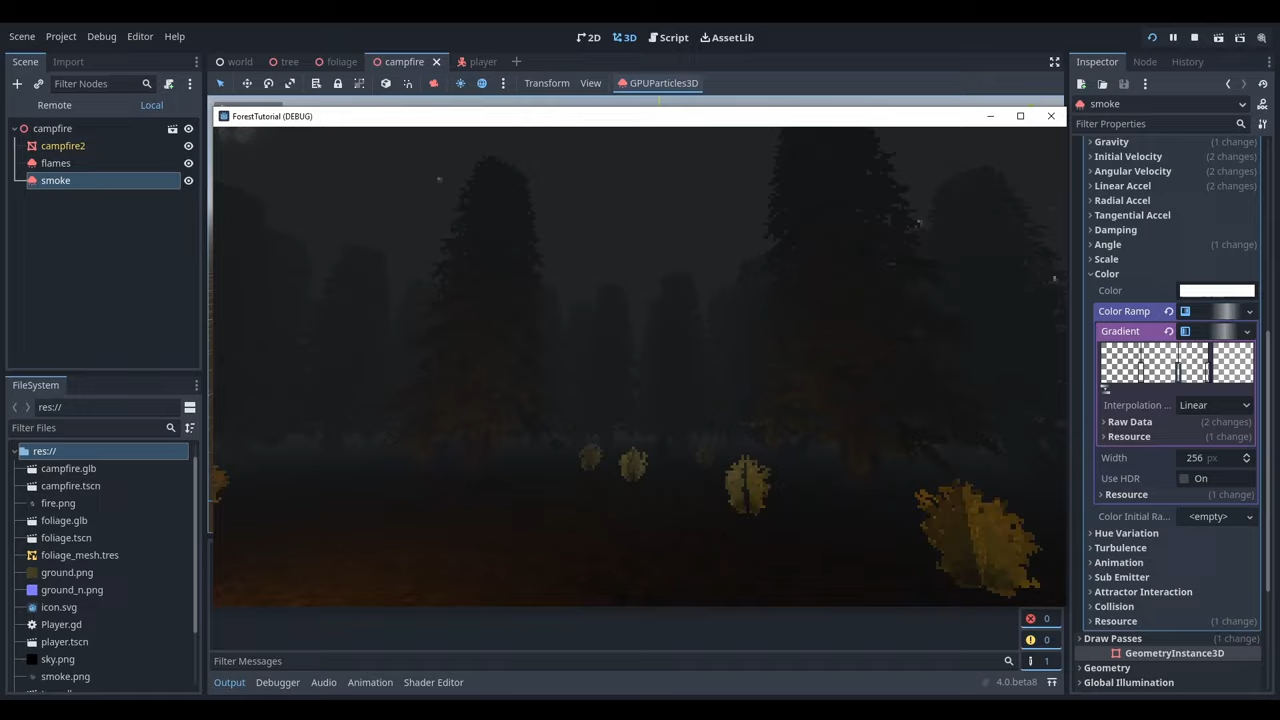 Scene Project Debug Editor Help
2D 3D Script AssetLib
Scene Import
world tree foliage campfire player
Inspector Node History
Filter Nodes
Transform View GPUParticles3D
Remote Local
smoke
ForestTutorial (DEBUG)
Filter Properties
campfire
campfire2
flames
smoke
Gravity (1 change)
Initial Velocity (2 changes)
Angular Velocity (2 changes)
Linear Accel (2 changes)
Radial Accel
Tangential Accel
Damping
Angle (1 change)
Scale
Color
Color
Color Ramp
Gradient
Interpolation ... Linear
Raw Data (2 changes)
Resource (1 change)
Width 256 px
Use HDR On
Resource (1 change)
Color Initial Ra... <empty>
Hue Variation
Turbulence
Animation
Sub Emitter
Attractor Interaction
Collision
Resource (1 change)
Draw Passes (1 change)
GeometryInstance3D
Geometry
Global Illumination
FileSystem
res://
Filter Files
res://
campfire.glb
campfire.tscn
fire.png
foliage.glb
foliage.tscn
foliage_mesh.tres
ground.png
ground_n.png
icon.svg
Player.gd
player.tscn
sky.png
smoke.png
0
0
Filter Messages 1
Output Debugger Audio Animation Shader Editor 4.0.beta8